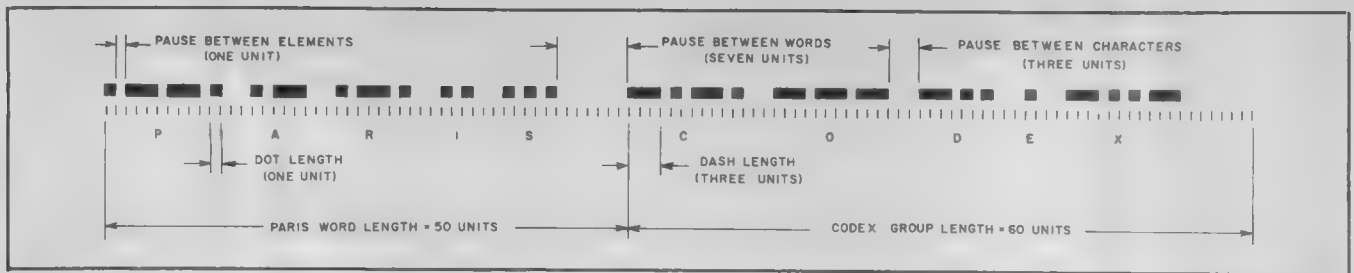 PAUSE BETWEEN ELEMENTS
(ONE UNIT)
PAUSE BETWEEN WORDS
(SEVEN UNITS)
PAUSE BETWEEN CHARACTERS
(THREE UNITS)
P A R I S C O D E X
DOT LENGTH
(ONE UNIT)
DASH LENGTH
(THREE UNITS)
PARIS WORD LENGTH = 50 UNITS
CODEX GROUP LENGTH = 60 UNITS